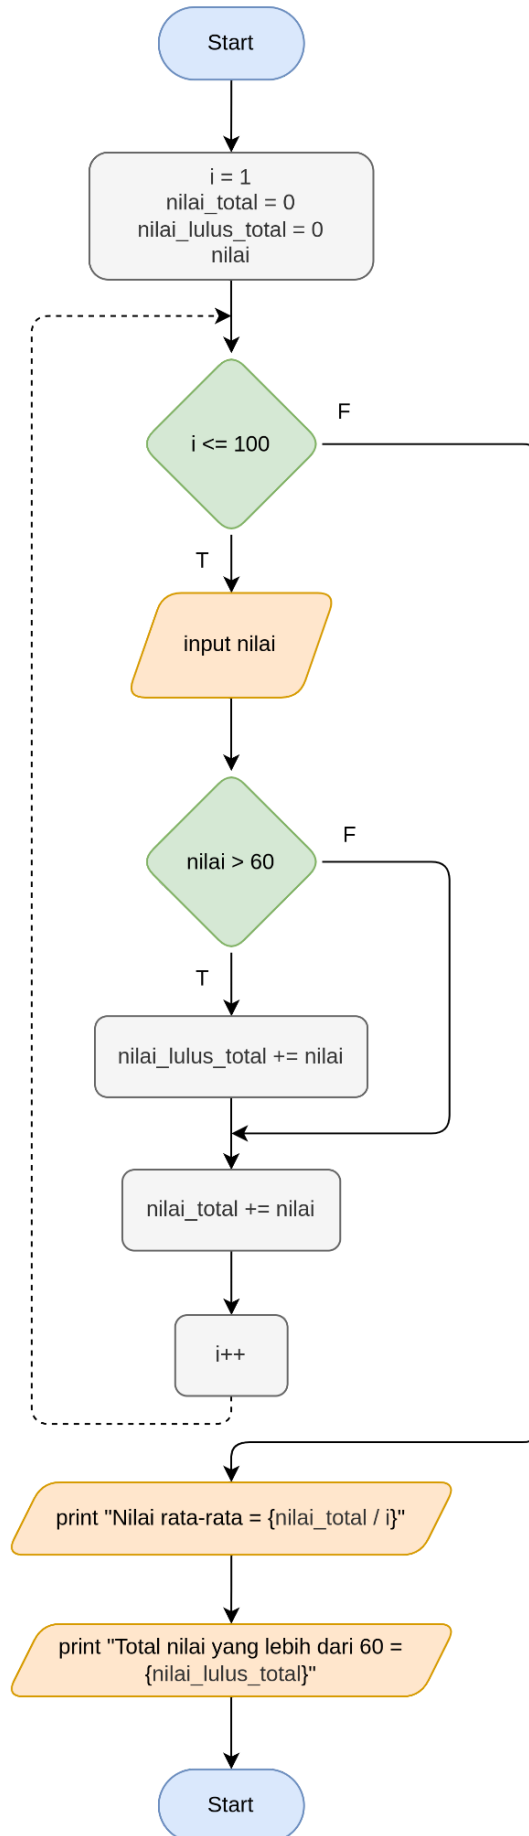 Start
i = 1
nilai_total = 0
nilai_lulus_total = 0
nilai
F
i <= 100
T
input nilai
F
nilai > 60
T
nilai_lulus_total += nilai
nilai_total += nilai
i++
print "Nilai rata-rata = {nilai_total / i}"
print "Total nilai yang lebih dari 60 =
{nilai_lulus_total}"
Start